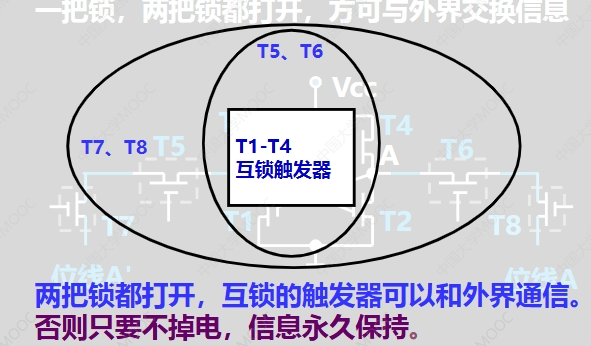 一把锁，两把锁都打开，方可与外界交换信息
T5、T6
Vcc
T1-T4
互锁触发器
T4
A
T7、T8
T5
T6
T7
T1
T2
T8
位线A'
位线A
两把锁都打开，互锁的触发器可以和外界通信。
否则只要不掉电，信息永久保持。